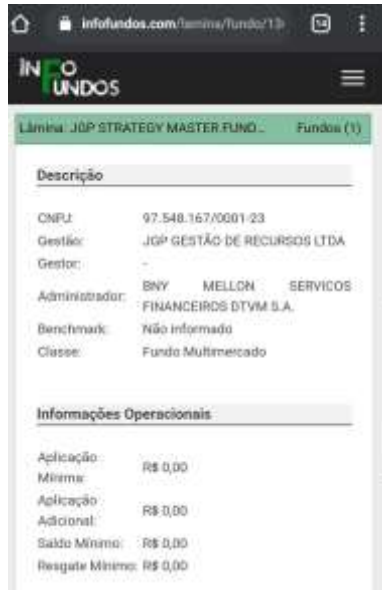 infofundos.com/lamina/fundo/13
14
INFO
FUNDOS
Lâmina: JGP STRATEGY MASTER FUND... Fundos (1)
Descrição
CNPJ: 97.548.167/0001-23
Gestão: JGP GESTÃO DE RECURSOS LTDA
Gestor: -
Administrador: BNY MELLON SERVICOS
FINANCEIROS DTVM S.A.
Benchmark: Não informado
Classe: Fundo Multimercado
Informações Operacionais
Aplicação
Mínima: R$ 0,00
Aplicação
Adicional: R$ 0,00
Saldo Mínimo: R$ 0,00
Resgate Mínimo: R$ 0,00